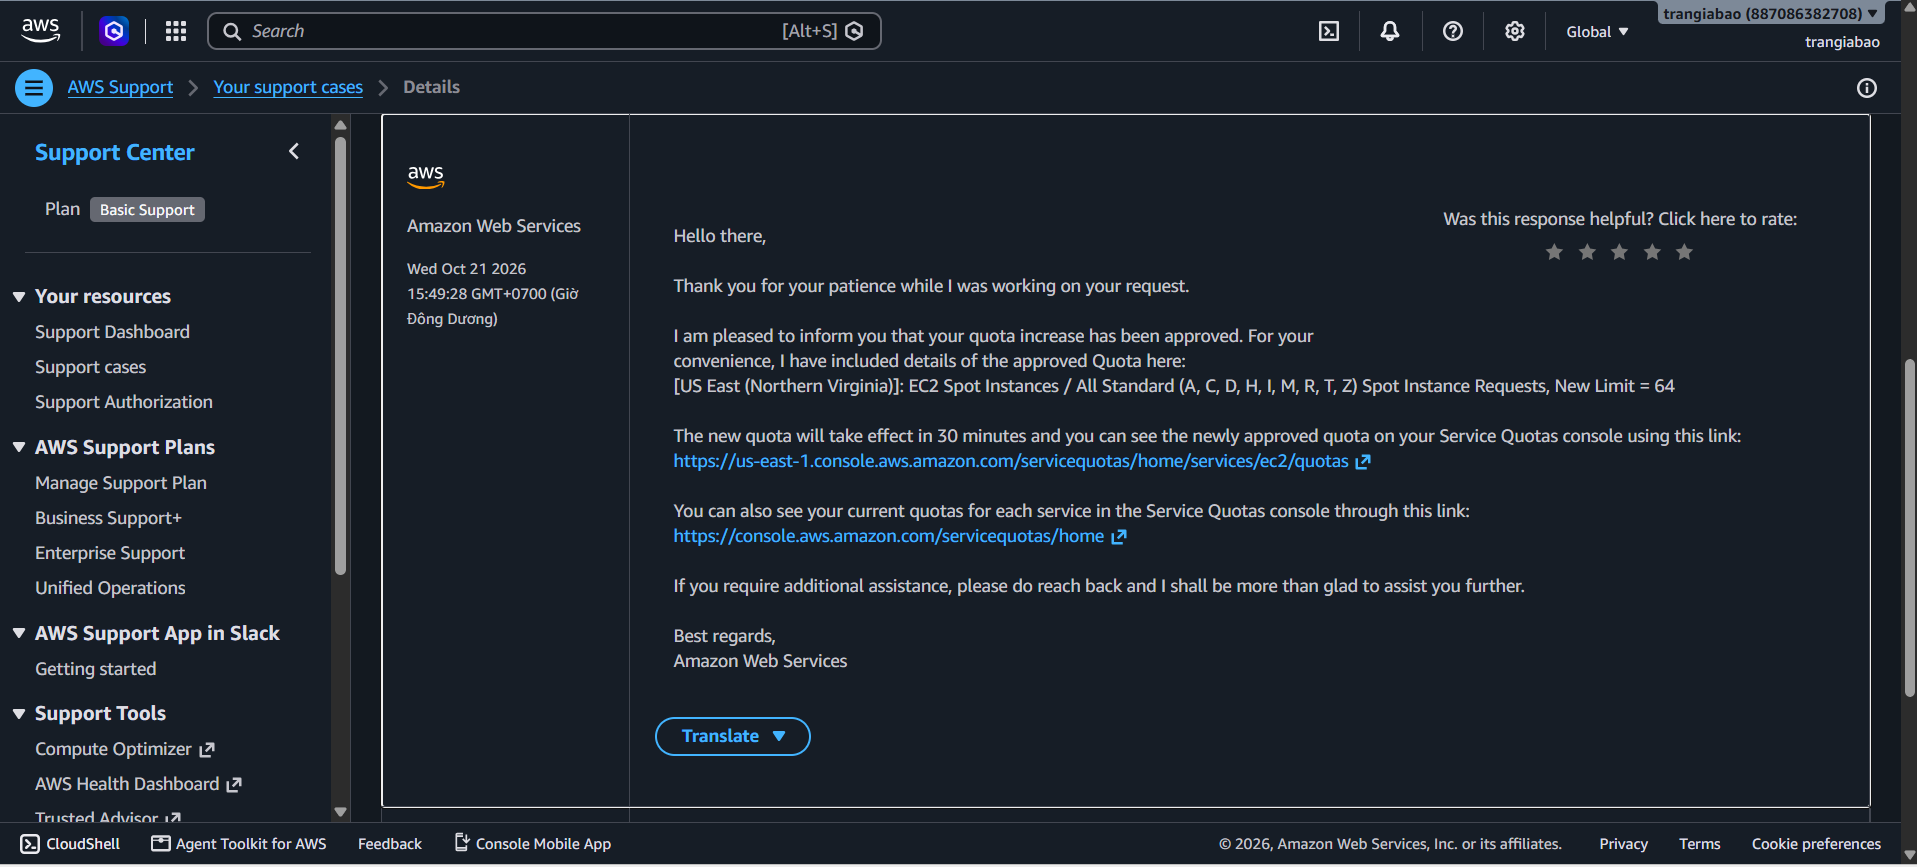 aws
Search
[Alt+S]
Global
trangiabao (887086382708)
trangiabao
AWS Support
Your support cases
Details
Support Center
Plan Basic Support
Your resources
Support Dashboard
Support cases
Support Authorization
AWS Support Plans
Manage Support Plan
Business Support+
Enterprise Support
Unified Operations
AWS Support App in Slack
Getting started
Support Tools
Compute Optimizer
AWS Health Dashboard
Trusted Advisor
aws
Amazon Web Services
Wed Oct 21 2026
15:49:28 GMT+0700 (Giờ
Đông Dương)
Was this response helpful? Click here to rate:
Hello there,
Thank you for your patience while I was working on your request.
I am pleased to inform you that your quota increase has been approved. For your
convenience, I have included details of the approved Quota here:
[US East (Northern Virginia)]: EC2 Spot Instances / All Standard (A, C, D, H, I, M, R, T, Z) Spot Instance Requests, New Limit = 64
The new quota will take effect in 30 minutes and you can see the newly approved quota on your Service Quotas console using this link:
https://us-east-1.console.aws.amazon.com/servicequotas/home/services/ec2/quotas
You can also see your current quotas for each service in the Service Quotas console through this link:
https://console.aws.amazon.com/servicequotas/home
If you require additional assistance, please do reach back and I shall be more than glad to assist you further.
Best regards,
Amazon Web Services
Translate
CloudShell
Agent Toolkit for AWS
Feedback
Console Mobile App
© 2026, Amazon Web Services, Inc. or its affiliates.
Privacy
Terms
Cookie preferences